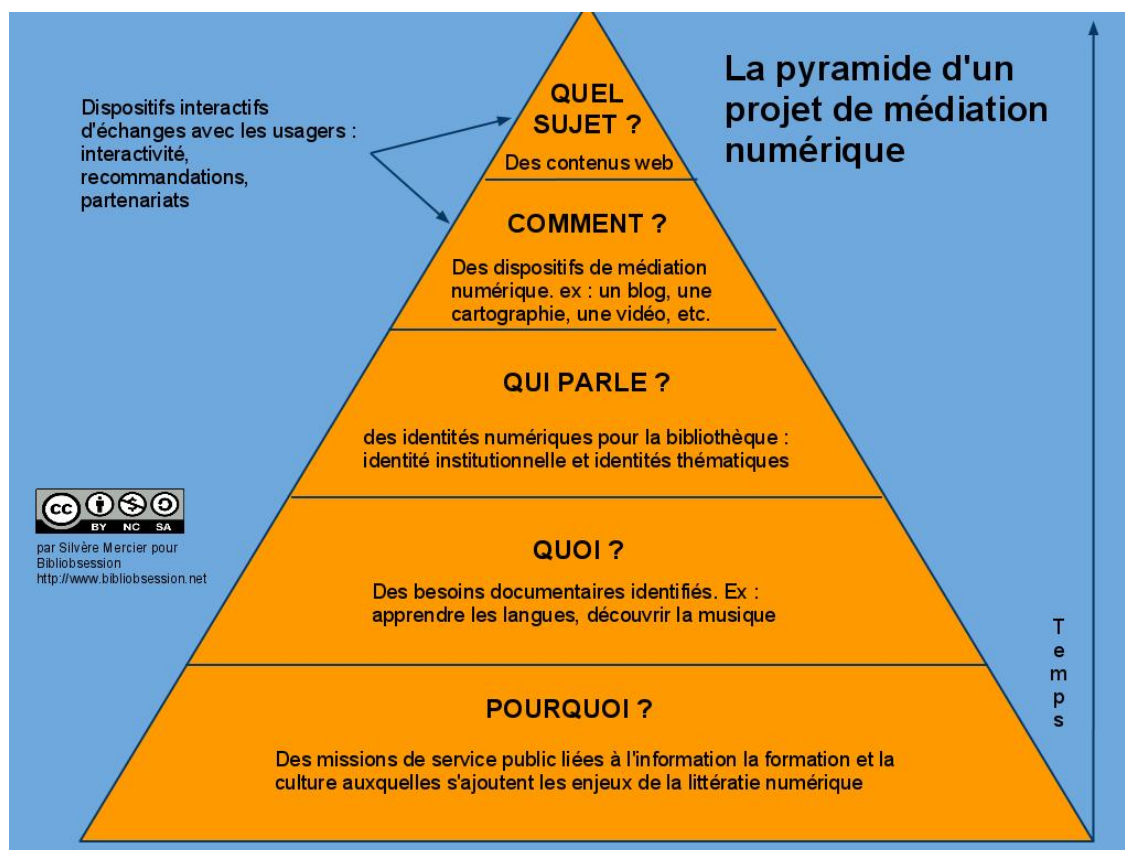 La pyramide d'un
projet de médiation
numérique
Dispositifs interactifs
d'échanges avec les usagers :
interactivité,
recommandations,
partenariats
QUEL
SUJET ?
Des contenus web
COMMENT ?
Des dispositifs de médiation
numérique. ex : un blog, une
cartographie, une vidéo, etc.
QUI PARLE ?
des identités numériques pour la bibliothèque :
identité institutionnelle et identités thématiques
cc
BY NC SA
par Silvère Mercier pour
Bibliobsession
http://www.bibliobsession.net
QUOI ?
Des besoins documentaires identifiés. Ex :
apprendre les langues, découvrir la musique
POURQUOI ?
Des missions de service public liées à l'information la formation et la
culture auxquelles s'ajoutent les enjeux de la littératie numérique
Temps